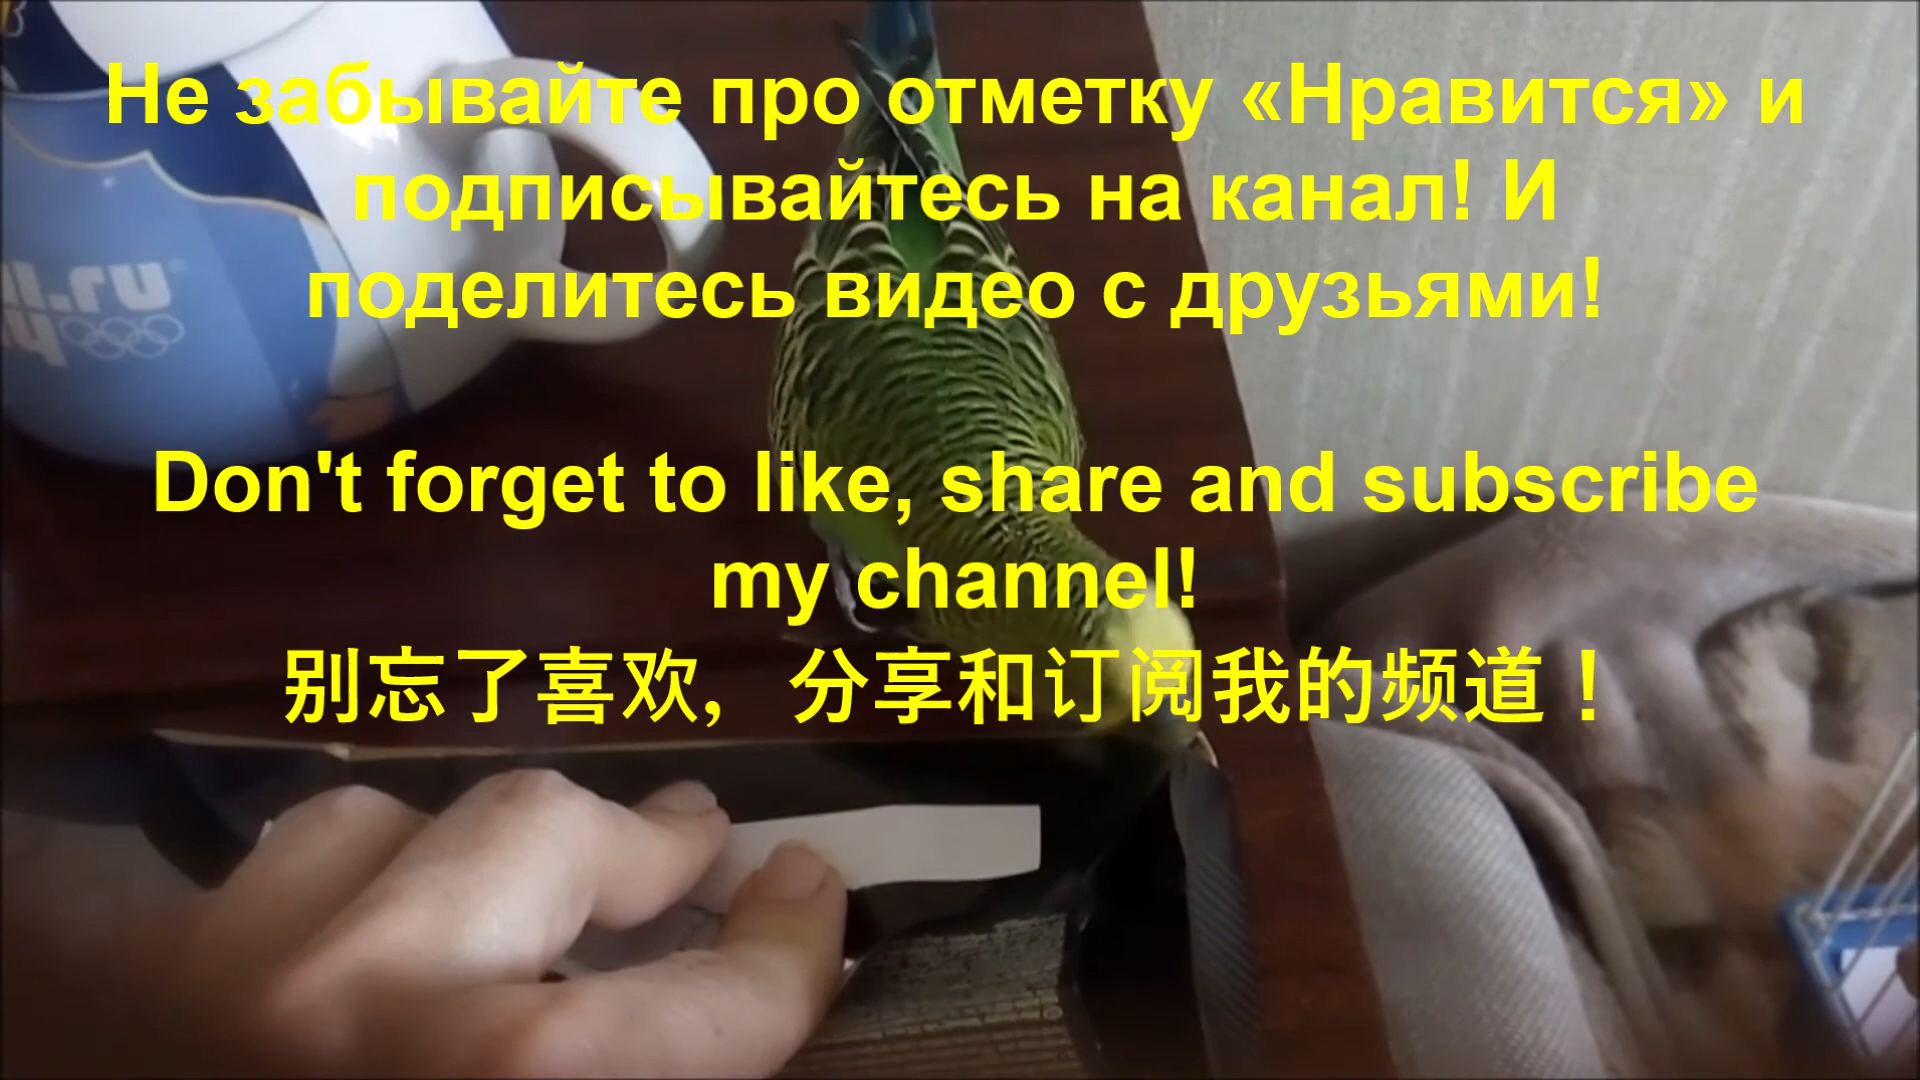 Не забывайте про отметку «Нравится» и
подписывайтесь на канал! И
поделитесь видео с друзьями!
Don't forget to like, share and subscribe
my channel!
别忘了喜欢，分享和订阅我的频道！
.ru